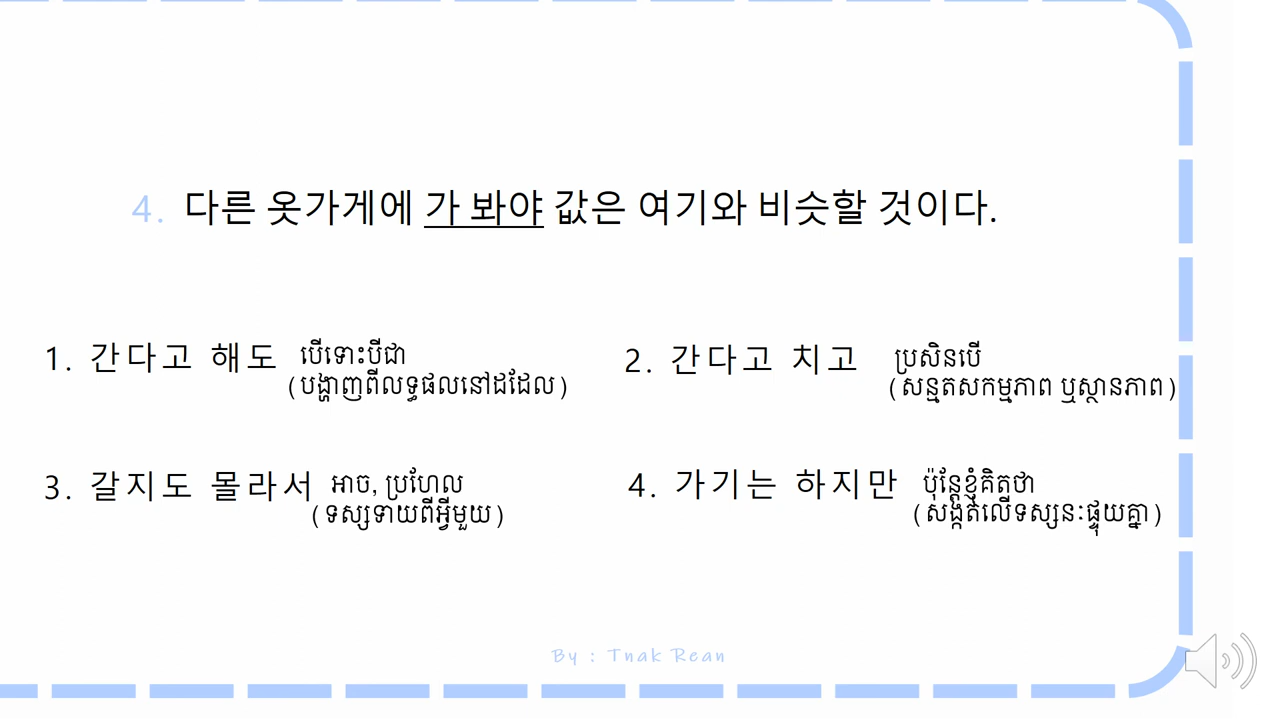 4. 다른 옷가게에 가 봐야 값은 여기와 비슷할 것이다.
1. 간다고 해도 បើទោះបីជា
(បង្ហាញពីលទ្ធផលនៅដដែល)
2. 간다고 치고 ប្រសិនបើ
(សន្មតសកម្មភាព ឬស្ថានភាព)
3. 갈지도 몰라서 អាច, ប្រហែល
(ទស្សទាយពីអ្វីមួយ)
4. 가기는 하지만 ប៉ុន្តែខ្ញុំគិតថា
(សង្កត់លើទស្សនៈផ្ទុយគ្នា)
By : Tnak Rean